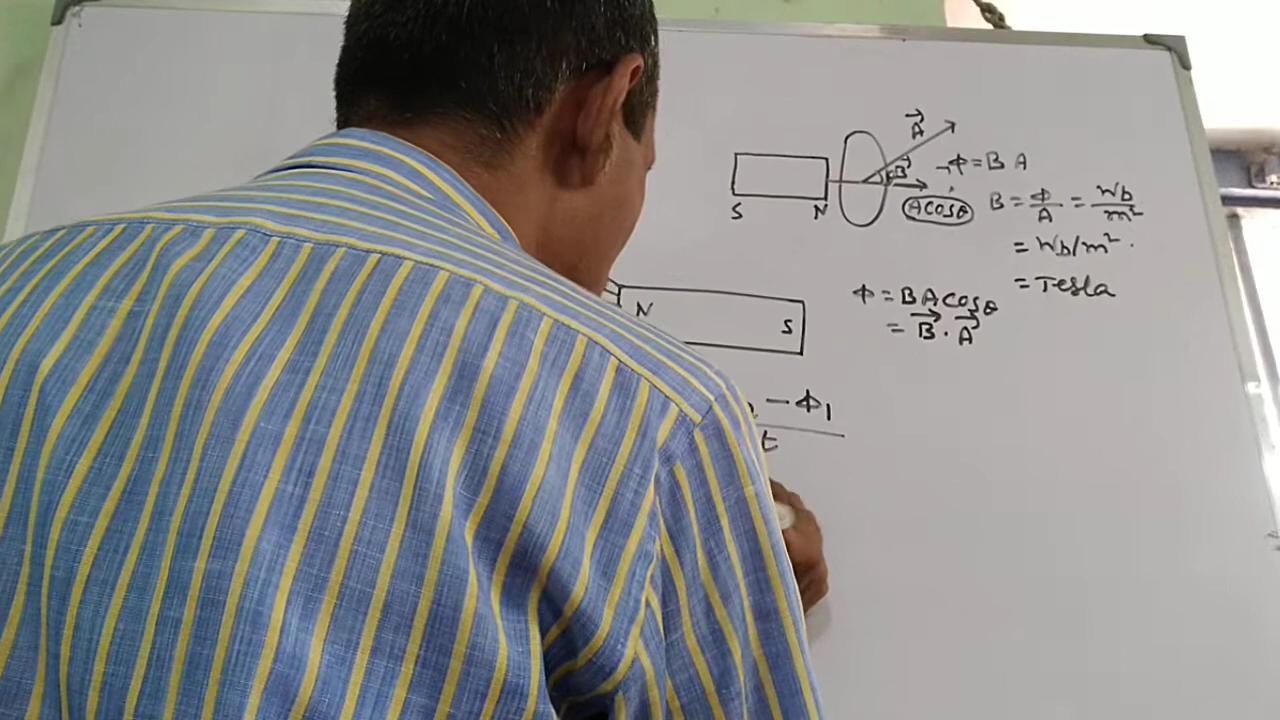 A
B
Φ = B A
S N
A cos θ
B = Φ/A = Wb/m²
= Wb/m².
= Tesla
N S
Φ = B A cos θ
= B · A
− Φ₁
t